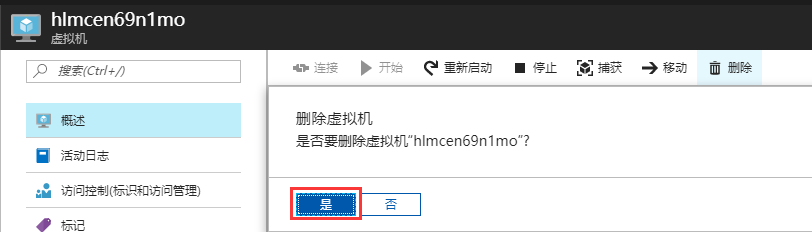 hlmcen69n1mo
虚拟机
搜索(Ctrl+/)
连接 开始 重新启动 停止 捕获 移动 删除
概述
活动日志
访问控制(标识和访问管理)
标记
删除虚拟机
是否要删除虚拟机“hlmcen69n1mo”?
是 否